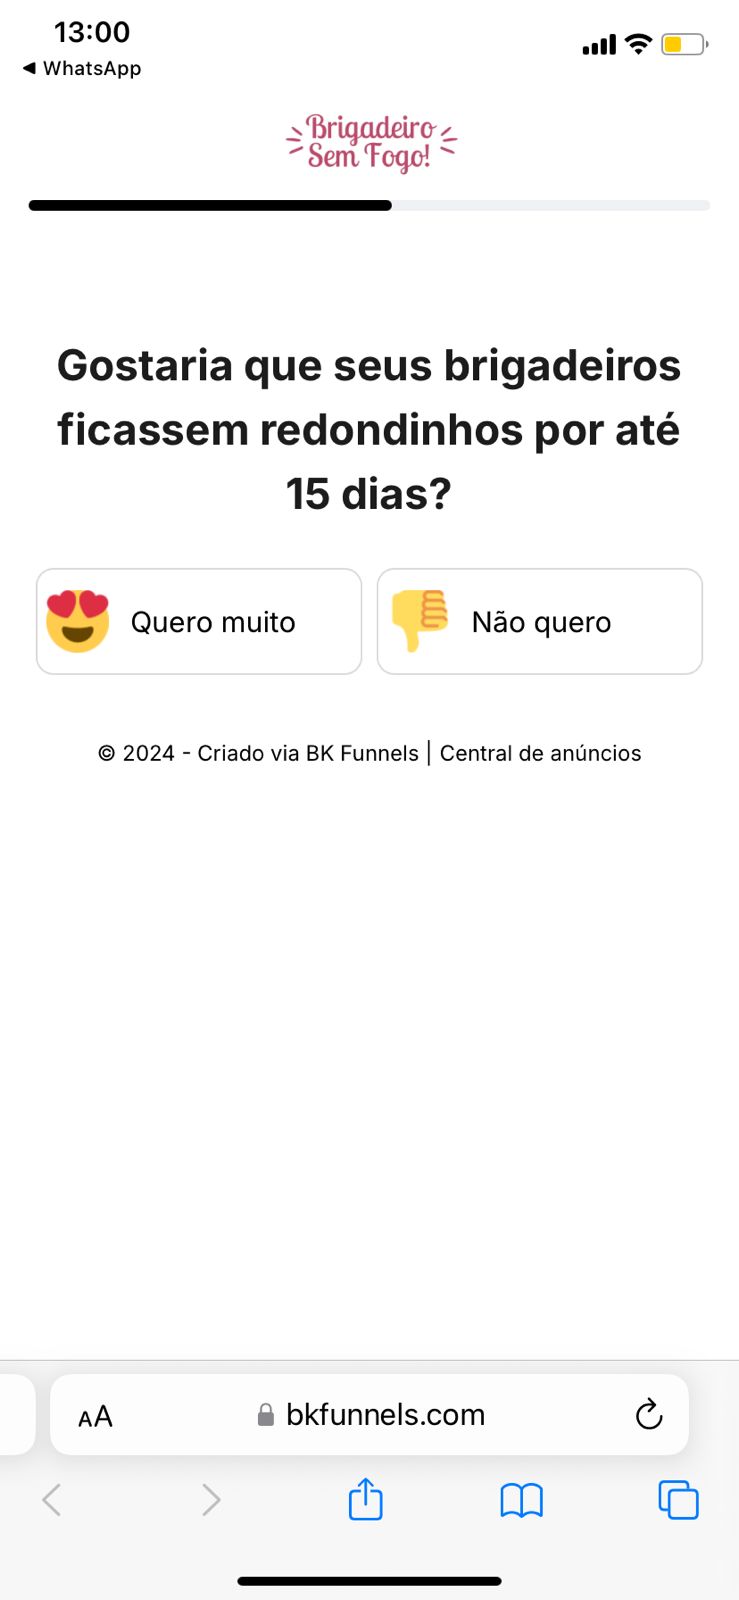 13:00
◀ WhatsApp
Brigadeiro
Sem Fogo!
Gostaria que seus brigadeiros
ficassem redondinhos por até
15 dias?
Quero muito
Não quero
© 2024 - Criado via BK Funnels | Central de anúncios
AA
bkfunnels.com